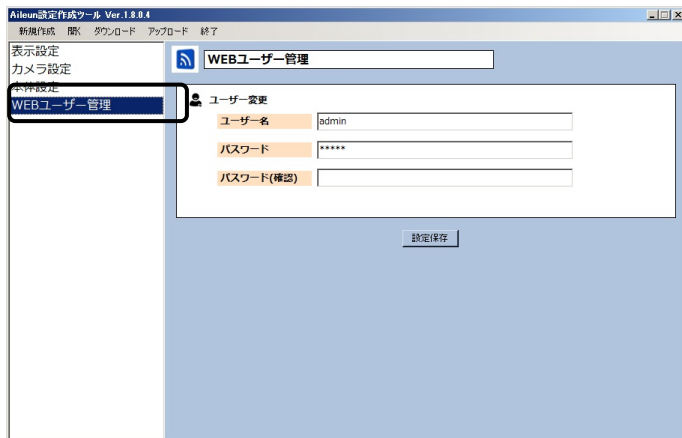 Aileun設定作成ツール Ver.1.8.0.4
新規作成 開く ダウンロード アップロード 終了
表示設定
カメラ設定
本体設定
WEBユーザー管理
WEBユーザー管理
ユーザー変更
ユーザー名 admin
パスワード *****
パスワード(確認)
設定保存